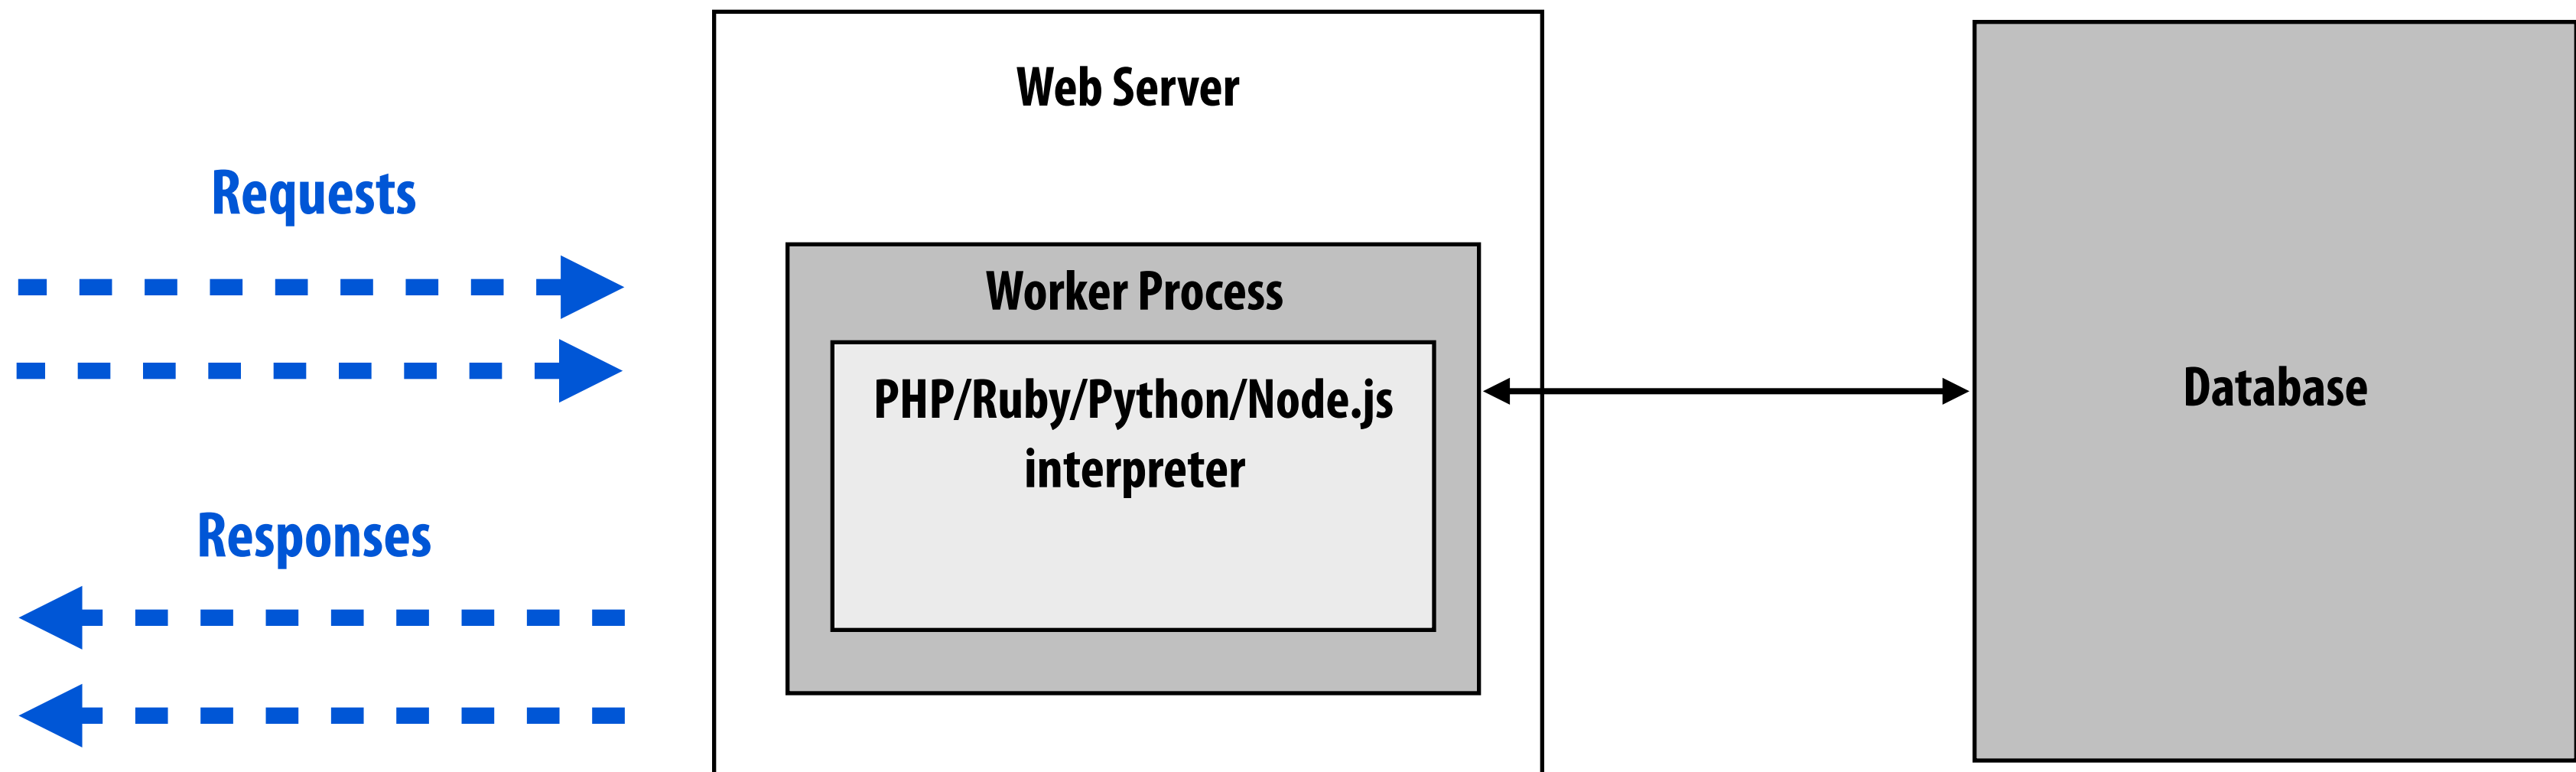 Web Server
Requests
Worker Process
PHP/Ruby/Python/Node.js
interpreter
Database
Responses